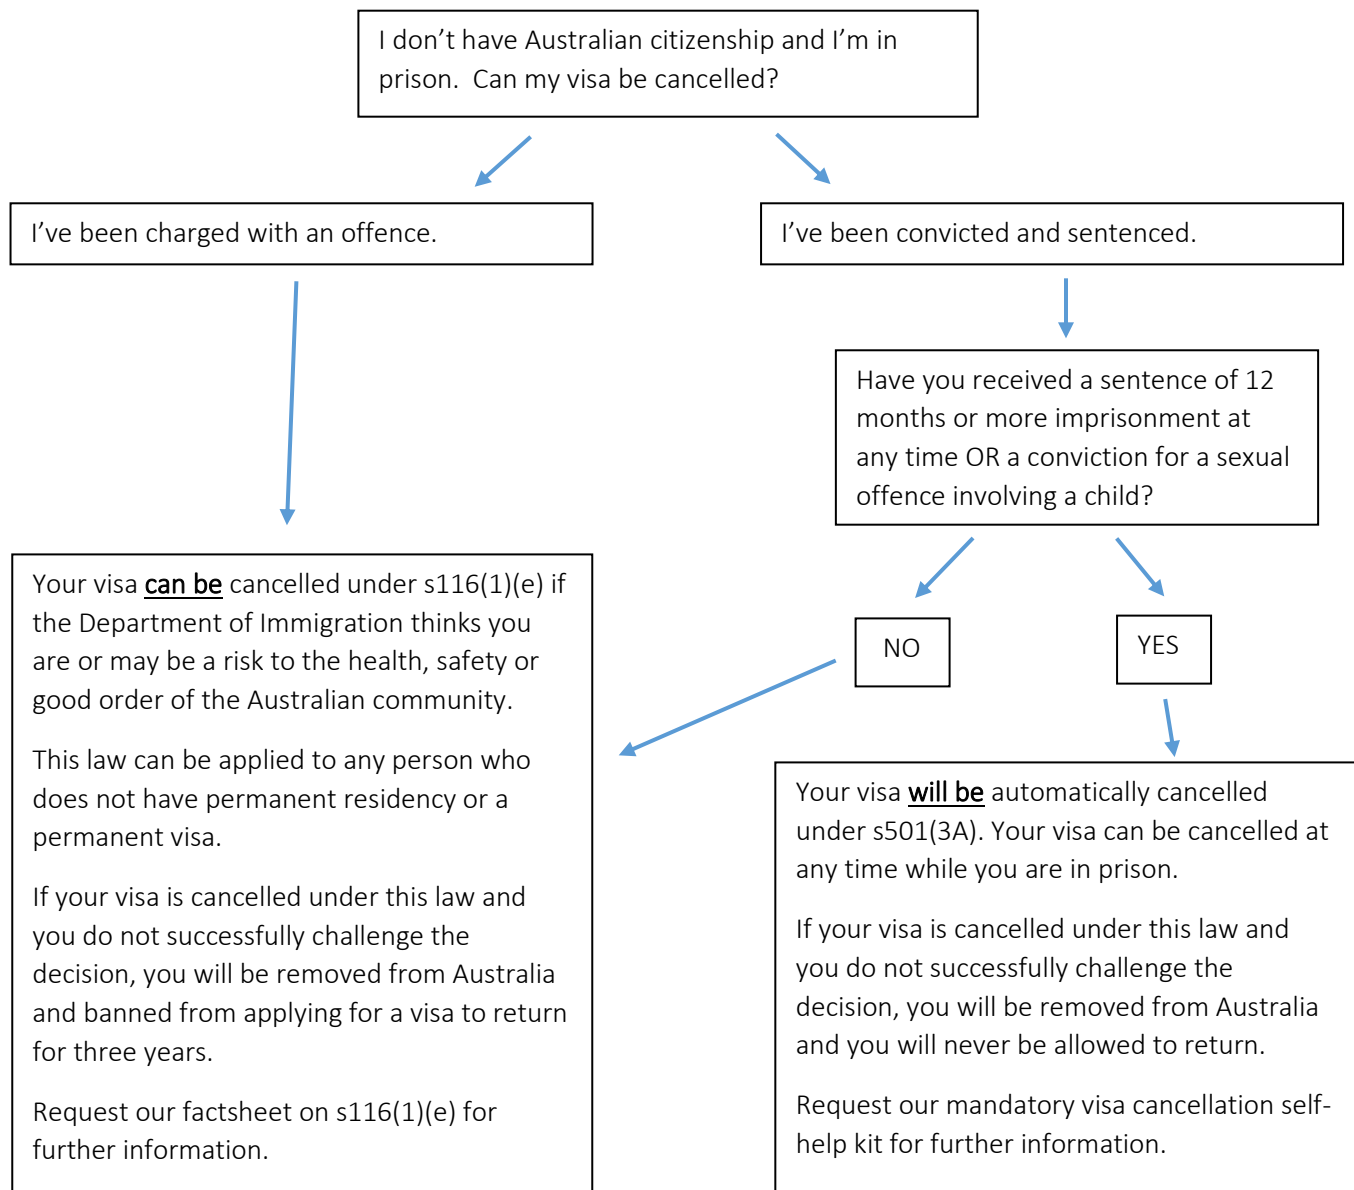 I don’t have Australian citizenship and I’m in
prison.  Can my visa be cancelled?
I’ve been charged with an offence.
I’ve been convicted and sentenced.
Have you received a sentence of 12
months or more imprisonment at
any time OR a conviction for a sexual
offence involving a child?
NO
YES
Your visa can be cancelled under s116(1)(e) if
the Department of Immigration thinks you
are or may be a risk to the health, safety or
good order of the Australian community.
This law can be applied to any person who
does not have permanent residency or a
permanent visa.
If your visa is cancelled under this law and
you do not successfully challenge the
decision, you will be removed from Australia
and banned from applying for a visa to return
for three years.
Request our factsheet on s116(1)(e) for
further information.
Your visa will be automatically cancelled
under s501(3A). Your visa can be cancelled at
any time while you are in prison.
If your visa is cancelled under this law and
you do not successfully challenge the
decision, you will be removed from Australia
and you will never be allowed to return.
Request our mandatory visa cancellation self-
help kit for further information.